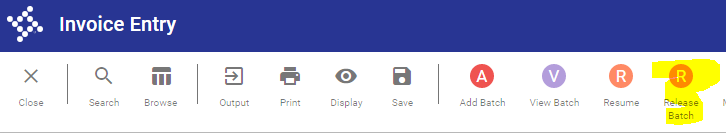 Invoice Entry
A V R R
Close Search Browse Output Print Display Save Add Batch View Batch Resume Release
Batch